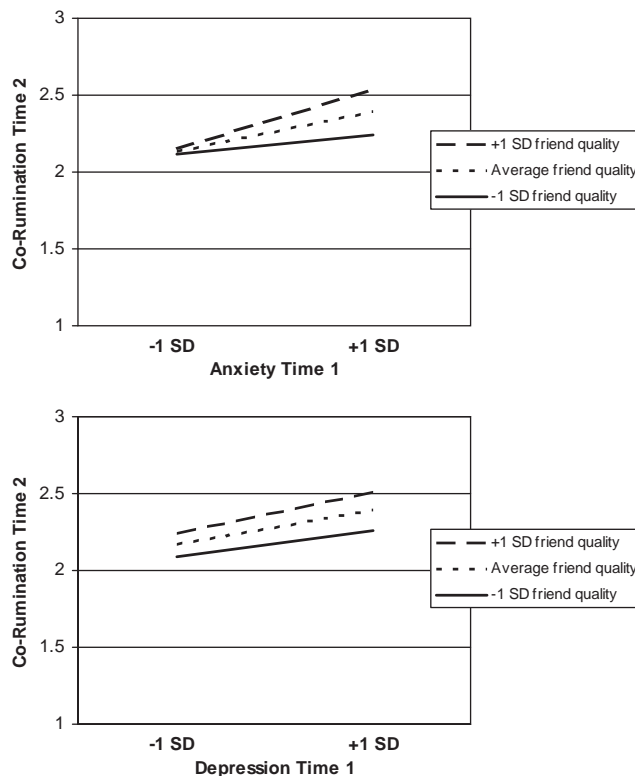 3
2.5
2
1.5
1
Co-Rumination Time 2
-1 SD
+1 SD
Anxiety Time 1
+1 SD friend quality
Average friend quality
-1 SD friend quality
3
2.5
2
1.5
1
Co-Rumination Time 2
-1 SD
+1 SD
Depression Time 1
+1 SD friend quality
Average friend quality
-1 SD friend quality